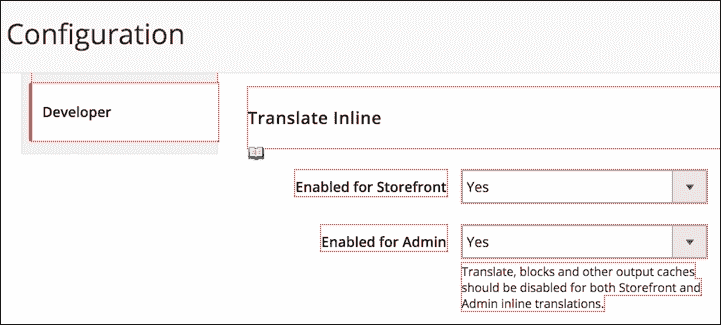 Configuration
Developer
Translate Inline
Enabled for Storefront
Yes
Enabled for Admin
Yes
Translate, blocks and other output caches
should be disabled for both Storefront and
Admin inline translations.